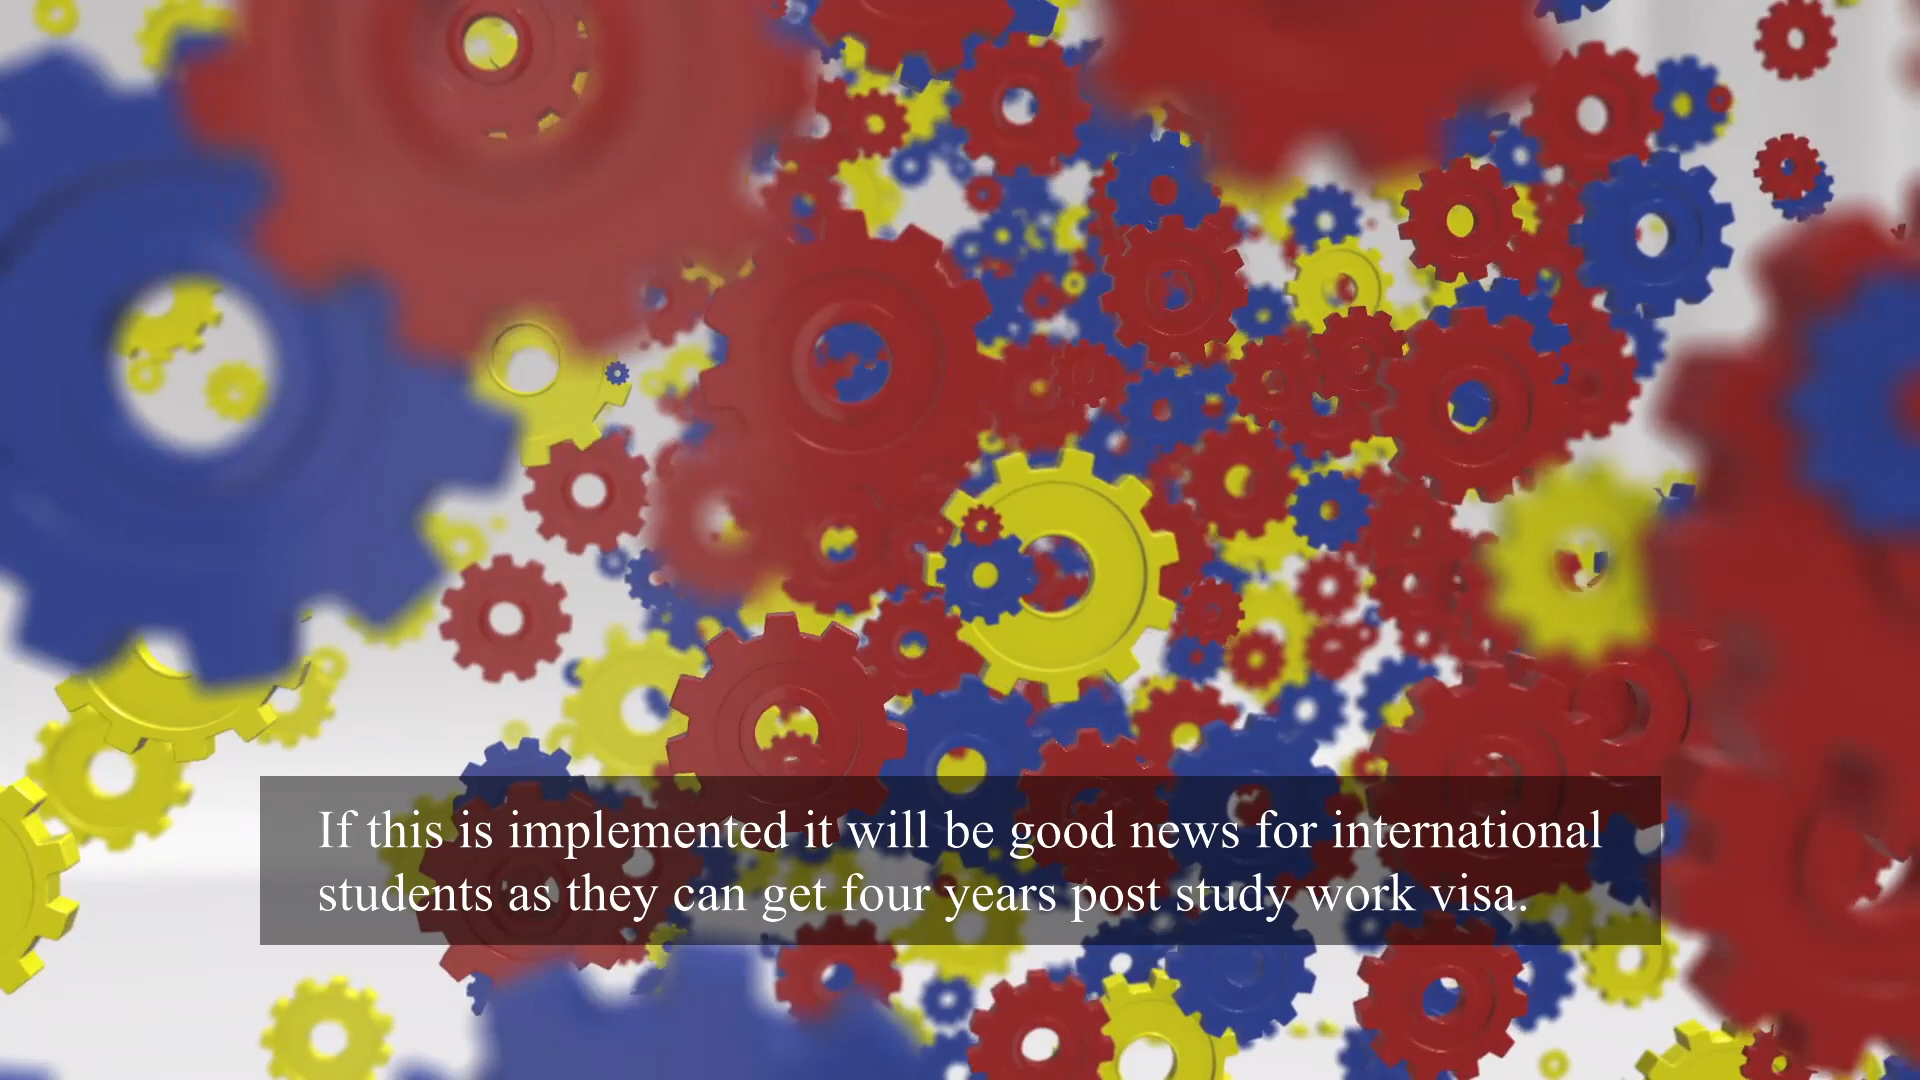 If this is implemented it will be good news for international
students as they can get four years post study work visa.